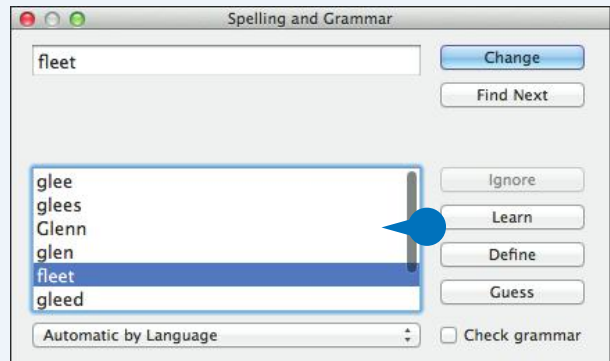 Spelling and Grammar
fleet
Change
Find Next
glee
glees
Glenn
glen
fleet
gleed
Ignore
Learn
Define
Guess
Automatic by Language
Check grammar